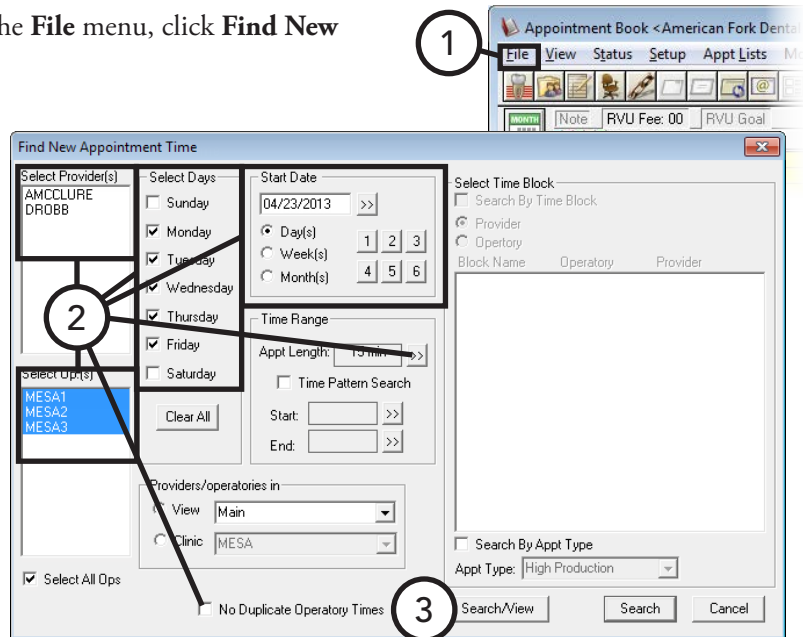 he File menu, click Find New
1
Appointment Book <American Fork Dental
File View Status Setup Appt Lists
MONTH Note RVU Fee: 00 RVU Goal
Find New Appointment Time
Select Provider(s)
AMCCLURE
DROBB
Select Days
Sunday
Monday
Tuesday
Wednesday
Thursday
Friday
Saturday
Clear All
Start Date
04/23/2013 >>
Day(s)
Week(s)
Month(s)
1 2 3
4 5 6
2
Time Range
Appt Length: 15 min >>
Time Pattern Search
Start: >>
End: >>
Select Op.(s)
MESA1
MESA2
MESA3
Select All Ops
Providers/operatories in
View Main
Clinic MESA
No Duplicate Operatory Times
Select Time Block
Search By Time Block
Provider
Opertory
Block Name Operatory Provider
Search By Appt Type
Appt Type: High Production
3
Search/View Search Cancel